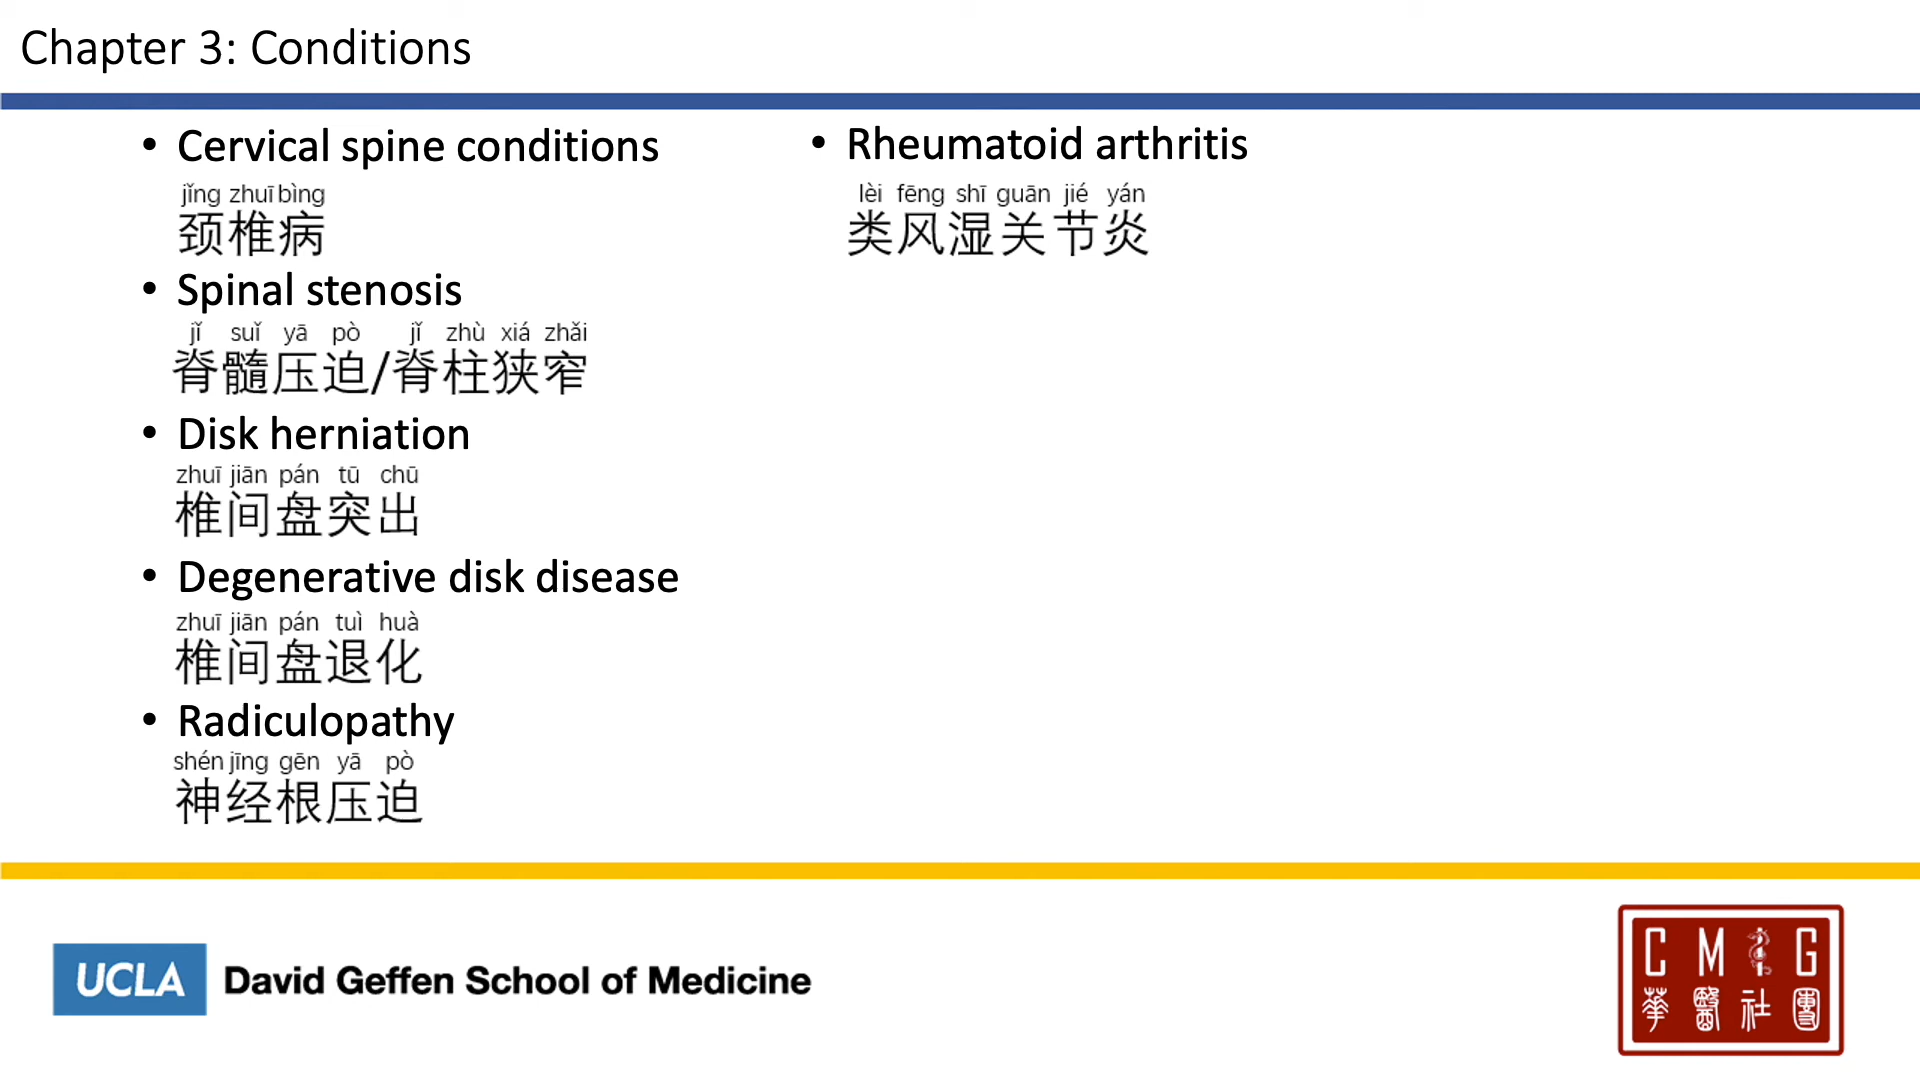 Chapter 3: Conditions
• Cervical spine conditions
jǐng zhuī bìng
颈椎病
• Spinal stenosis
jǐ suǐ yā pò jǐ zhù xiá zhǎi
脊髓压迫/脊柱狭窄
• Disk herniation
zhuī jiān pán tū chū
椎间盘突出
• Degenerative disk disease
zhuī jiān pán tuì huà
椎间盘退化
• Radiculopathy
shén jīng gēn yā pò
神经根压迫
• Rheumatoid arthritis
lèi fēng shī guān jié yán
类风湿关节炎
UCLA David Geffen School of Medicine
C M G
華醫社團